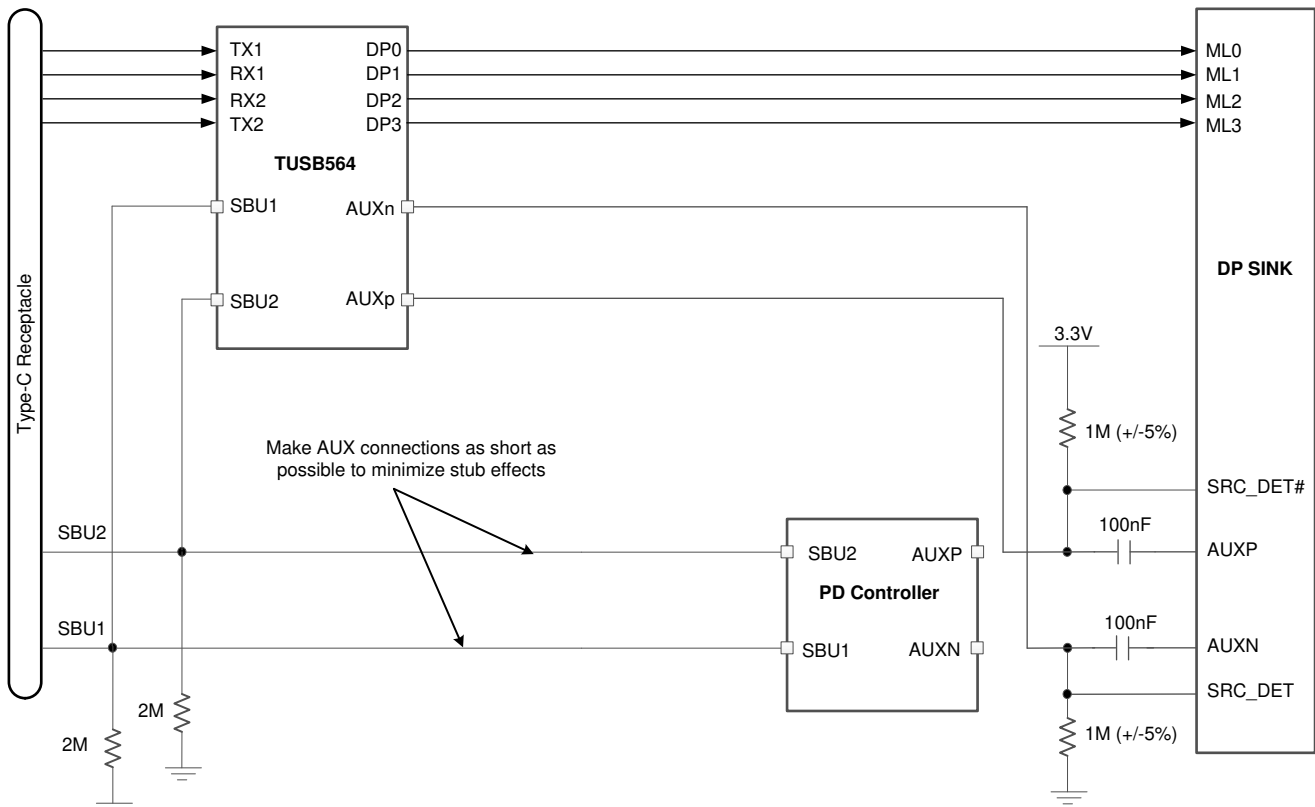 Type-C Receptacle
TX1
RX1
RX2
TX2
DP0
DP1
DP2
DP3
TUSB564
SBU1
AUXn
SBU2
AUXp
ML0
ML1
ML2
ML3
DP SINK
3.3V
1M (+/-5%)
Make AUX connections as short as
possible to minimize stub effects
SRC_DET#
100nF
AUXP
SBU2
SBU2
AUXP
PD Controller
SBU1
SBU1
AUXN
100nF
AUXN
SRC_DET
1M (+/-5%)
2M
2M